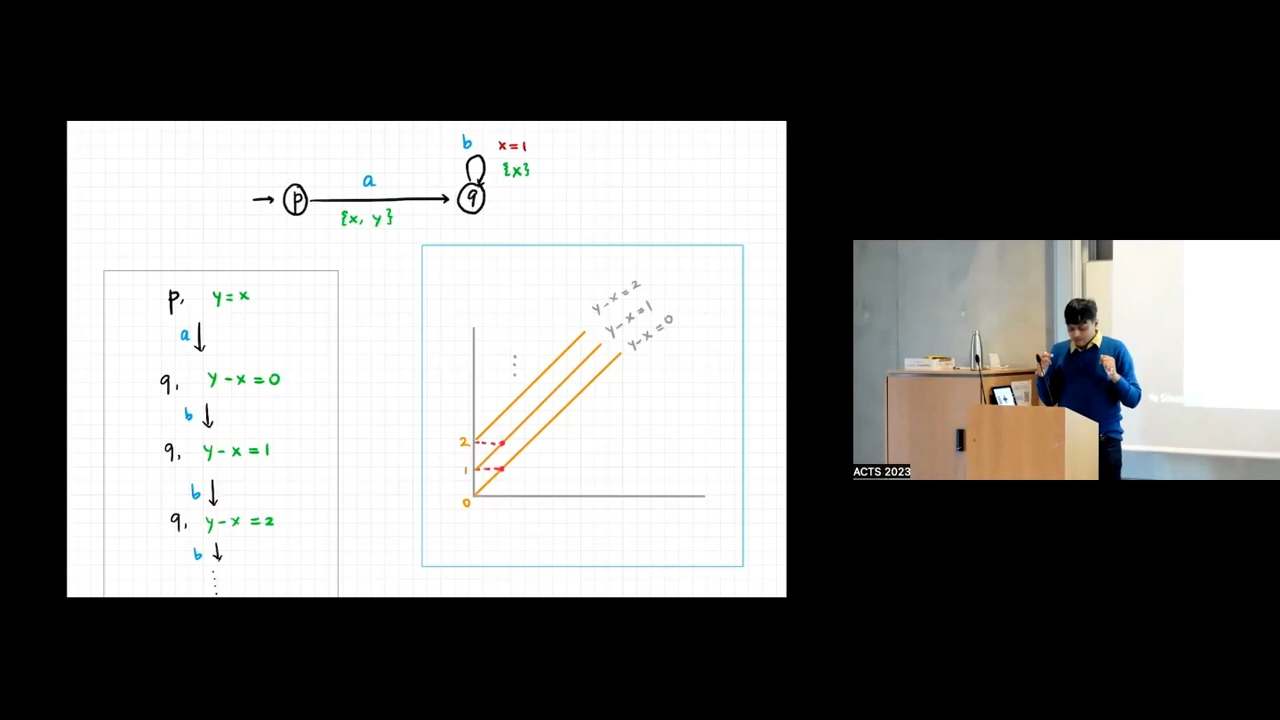 b x=1
{x}
a
p q
{x, y}
p, y=x
a
q, y-x=0
b
q, y-x=1
b
q, y-x=2
b
y-x=2
y-x=1
y-x=0
2
1
0
ACTS 2023